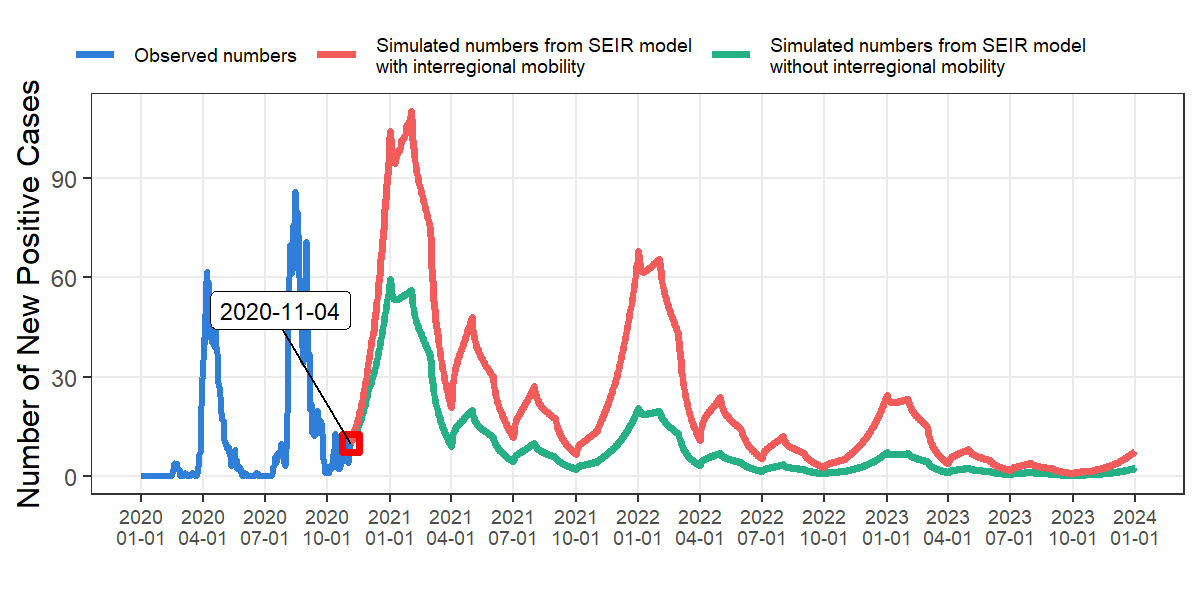 Observed numbers
Simulated numbers from SEIR model
with interregional mobility
Simulated numbers from SEIR model
without interregional mobility
Number of New Positive Cases
90
60
30
0
2020-11-04
2020 2020 2020 2020 2021 2021 2021 2021 2022 2022 2022 2022 2023 2023 2023 2023 2024
01-01 04-01 07-01 10-01 01-01 04-01 07-01 10-01 01-01 04-01 07-01 10-01 01-01 04-01 07-01 10-01 01-01